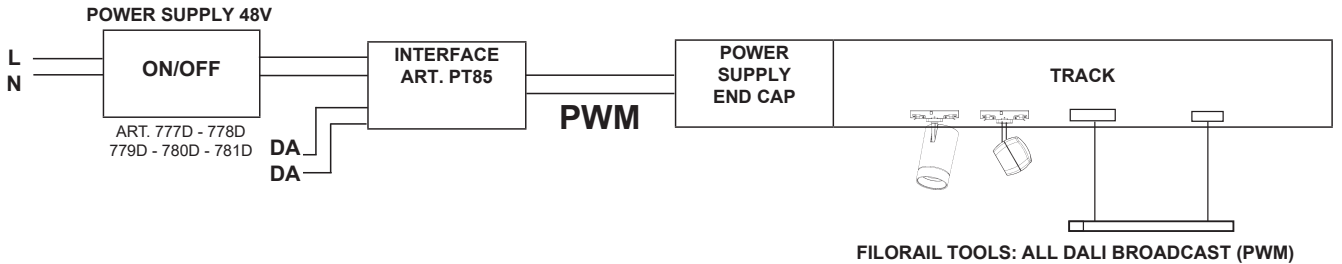 POWER SUPPLY 48V
L
N
ON/OFF
ART. 777D - 778D
779D - 780D - 781D
DA
DA
INTERFACE
ART. PT85
PWM
POWER
SUPPLY
END CAP
TRACK
FILORAIL TOOLS: ALL DALI BROADCAST (PWM)